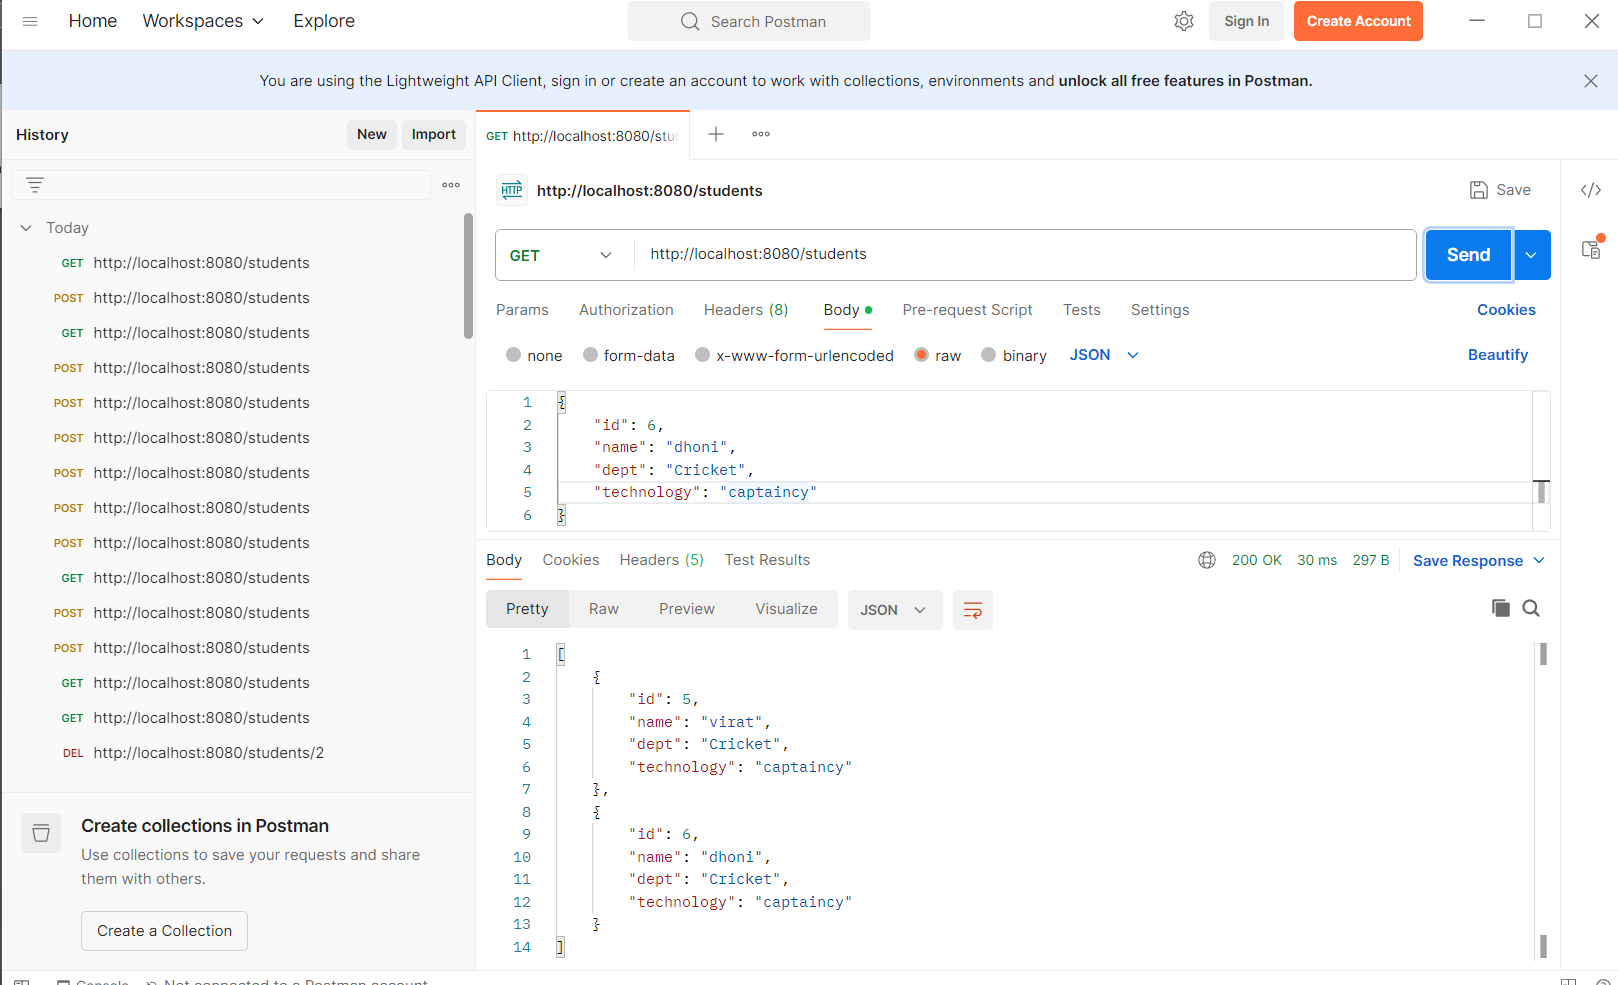 Home Workspaces Explore Search Postman Sign In Create Account
You are using the Lightweight API Client, sign in or create an account to work with collections, environments and unlock all free features in Postman.
History New Import
Today
GET http://localhost:8080/students
POST http://localhost:8080/students
GET http://localhost:8080/students
POST http://localhost:8080/students
POST http://localhost:8080/students
POST http://localhost:8080/students
POST http://localhost:8080/students
POST http://localhost:8080/students
POST http://localhost:8080/students
GET http://localhost:8080/students
POST http://localhost:8080/students
POST http://localhost:8080/students
GET http://localhost:8080/students
GET http://localhost:8080/students
DEL http://localhost:8080/students/2
Create collections in Postman
Use collections to save your requests and share
them with others.
Create a Collection
GET http://localhost:8080/stu
HTTP http://localhost:8080/students Save
GET http://localhost:8080/students Send
Params Authorization Headers (8) Body Pre-request Script Tests Settings Cookies
none form-data x-www-form-urlencoded raw binary JSON Beautify
1 {
2 "id": 6,
3 "name": "dhoni",
4 "dept": "Cricket",
5 "technology": "captaincy"
6 }
Body Cookies Headers (5) Test Results 200 OK 30 ms 297 B Save Response
Pretty Raw Preview Visualize JSON
1 [
2 {
3 "id": 5,
4 "name": "virat",
5 "dept": "Cricket",
6 "technology": "captaincy"
7 },
8 {
9 "id": 6,
10 "name": "dhoni",
11 "dept": "Cricket",
12 "technology": "captaincy"
13 }
14 ]
Console Not connected to a Postman account